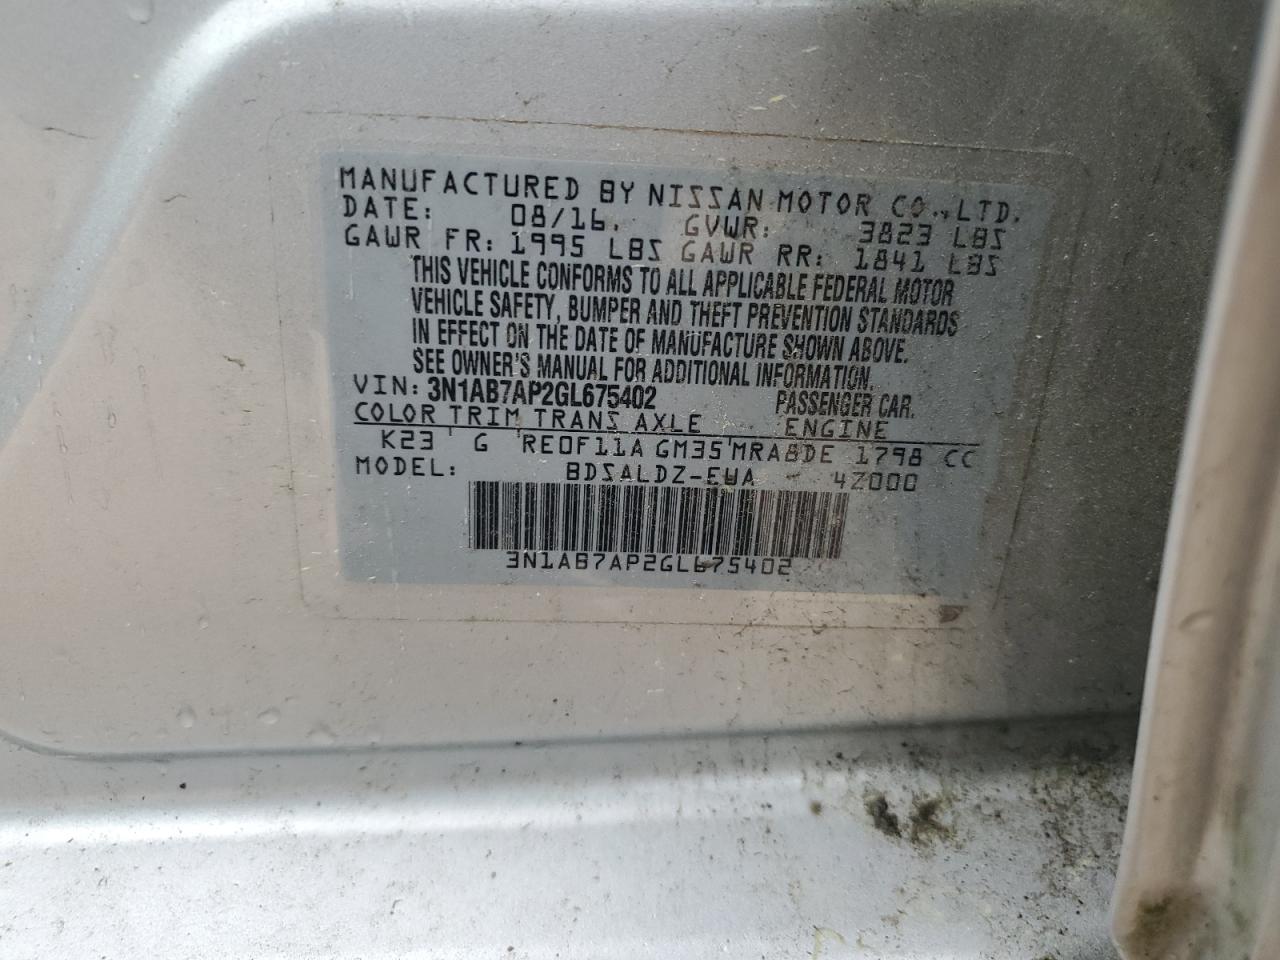 MANUFACTURED BY NISSAN MOTOR CO., LTD.
DATE: 08/16. GVWR: 3823 LBS
GAWR FR: 1995 LBS GAWR RR: 1841 LBS
THIS VEHICLE CONFORMS TO ALL APPLICABLE FEDERAL MOTOR
VEHICLE SAFETY, BUMPER AND THEFT PREVENTION STANDARDS
IN EFFECT ON THE DATE OF MANUFACTURE SHOWN ABOVE.
SEE OWNER'S MANUAL FOR ADDITIONAL INFORMATION.
VIN: 3N1AB7AP2GL675402 PASSENGER CAR.
COLOR TRIM TRANS AXLE ENGINE
K23 G RE0F11A GM35 MRA8DE 1798 CC
MODEL: BDSALDZ-EUA - 4Z000
3N1AB7AP2GL675402